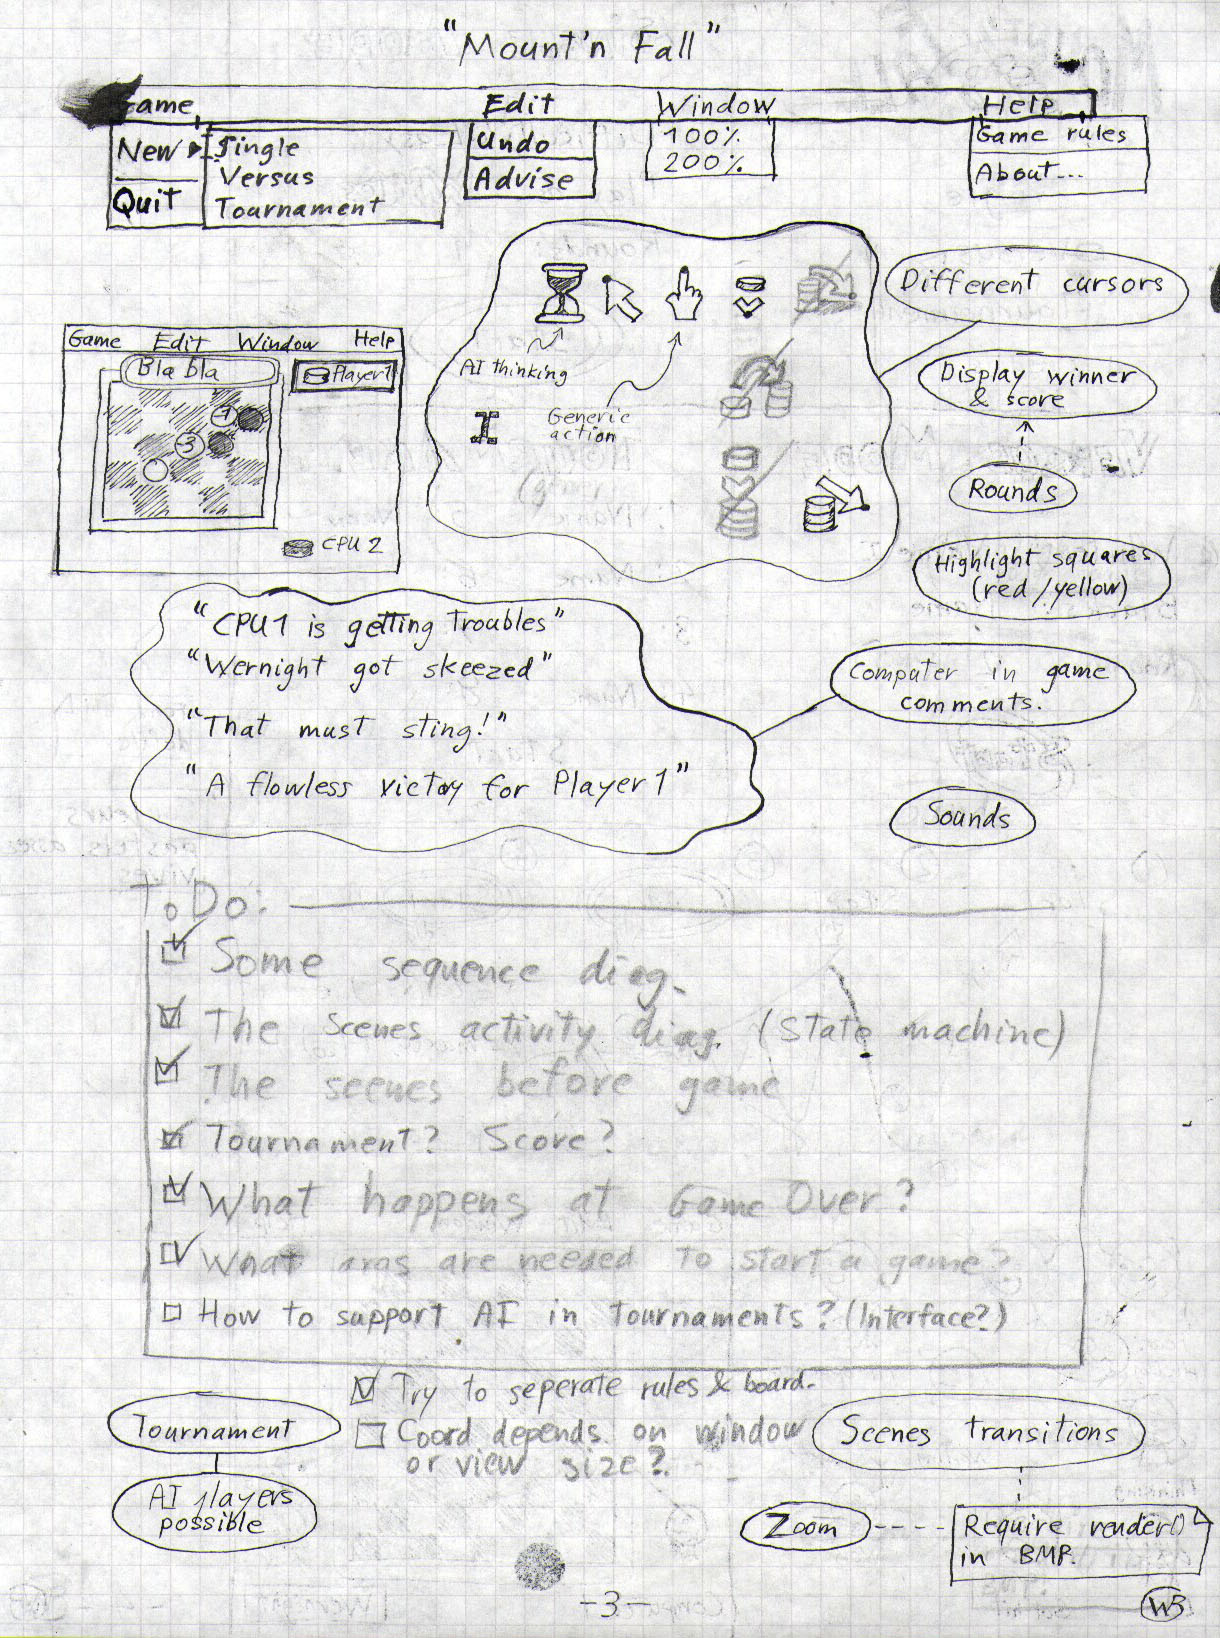 "Mount'n Fall"
Game Edit Window Help
New Single
Versus
Tournament
Quit
Undo
Advise
100%
200%
Game rules
About...
Different cursors
AI thinking
Generic
action
Game Edit Window Help
Bla bla
Player1
1
3
CPU 2
Display winner
& score
Rounds
Highlight squares
(red / yellow)
"CPU1 is getting troubles"
"Wernight got skeezed"
"That must sting!"
"A flowless victoy for Player1"
Computer in game
comments.
Sounds
ToDo:
Some sequence diag.
The scenes activity diag. (State machine)
The scenes before game
Tournament? Score?
What happens at Game Over?
What args are needed to start a game?
How to support AI in Tournaments? (Interface?)
Try to seperate rules & board.
Coord depends on window
or view size?
Tournament
AI players
possible
Scenes transitions
Zoom
Require render()
in BMP.
-3-
WB